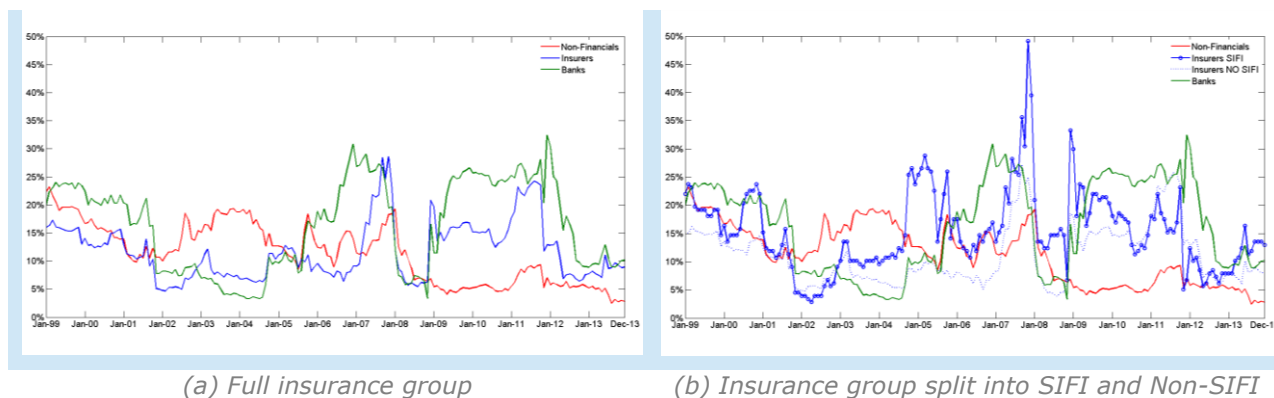 50%
45%
40%
35%
30%
25%
20%
15%
10%
5%
0%
Jan-99 Jan-00 Jan-01 Jan-02 Jan-03 Jan-04 Jan-05 Jan-06 Jan-07 Jan-08 Jan-09 Jan-10 Jan-11 Jan-12 Jan-13 Dec-13
Non-Financials
Insurers
Banks
50%
45%
40%
35%
30%
25%
20%
15%
10%
5%
0%
Jan-99 Jan-00 Jan-01 Jan-02 Jan-03 Jan-04 Jan-05 Jan-06 Jan-07 Jan-08 Jan-09 Jan-10 Jan-11 Jan-12 Jan-13 Dec-1
Non-Financials
Insurers SIFI
Insurers NO SIFI
Banks
(a) Full insurance group
(b) Insurance group split into SIFI and Non-SIFI